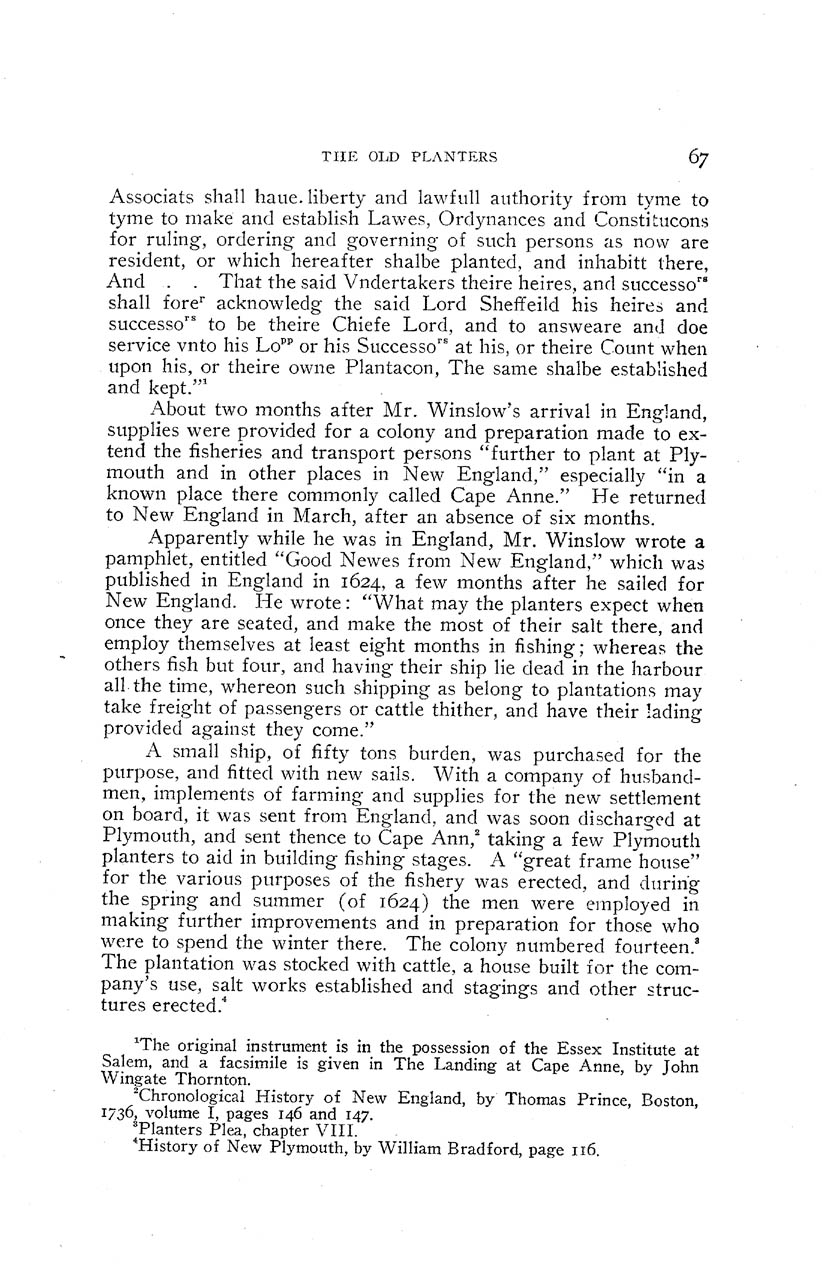 THE OLD PLANTERS 67
Associats shall haue liberty and lawfull authority from tyme to
tyme to make and establish Lawes, Ordynances and Constitucons
for ruling, ordering and governing of such persons as now are
resident, or which hereafter shalbe planted, and inhabitt there,
And . . That the said Vndertakers theire heires, and successoʳˢ
shall foreʳ acknowledg the said Lord Sheffeild his heires and
successoʳˢ to be theire Chiefe Lord, and to answeare and doe
service vnto his Loᵖᵖ or his Successoʳˢ at his, or theire Count when
upon his, or theire owne Plantacon, The same shalbe established
and kept.”¹
About two months after Mr. Winslow’s arrival in England,
supplies were provided for a colony and preparation made to ex-
tend the fisheries and transport persons “further to plant at Ply-
mouth and in other places in New England,” especially “in a
known place there commonly called Cape Anne.” He returned
to New England in March, after an absence of six months.
Apparently while he was in England, Mr. Winslow wrote a
pamphlet, entitled “Good Newes from New England,” which was
published in England in 1624, a few months after he sailed for
New England. He wrote: “What may the planters expect when
once they are seated, and make the most of their salt there, and
employ themselves at least eight months in fishing; whereas the
others fish but four, and having their ship lie dead in the harbour
all the time, whereon such shipping as belong to plantations may
take freight of passengers or cattle thither, and have their lading
provided against they come.”
A small ship, of fifty tons burden, was purchased for the
purpose, and fitted with new sails. With a company of husband-
men, implements of farming and supplies for the new settlement
on board, it was sent from England, and was soon discharged at
Plymouth, and sent thence to Cape Ann,² taking a few Plymouth
planters to aid in building fishing stages. A “great frame house”
for the various purposes of the fishery was erected, and during
the spring and summer (of 1624) the men were employed in
making further improvements and in preparation for those who
were to spend the winter there. The colony numbered fourteen.³
The plantation was stocked with cattle, a house built for the com-
pany’s use, salt works established and stagings and other struc-
tures erected.⁴
¹The original instrument is in the possession of the Essex Institute at
Salem, and a facsimile is given in The Landing at Cape Anne, by John
Wingate Thornton.
²Chronological History of New England, by Thomas Prince, Boston,
1736, volume I, pages 146 and 147.
³Planters Plea, chapter VIII.
⁴History of New Plymouth, by William Bradford, page 116.